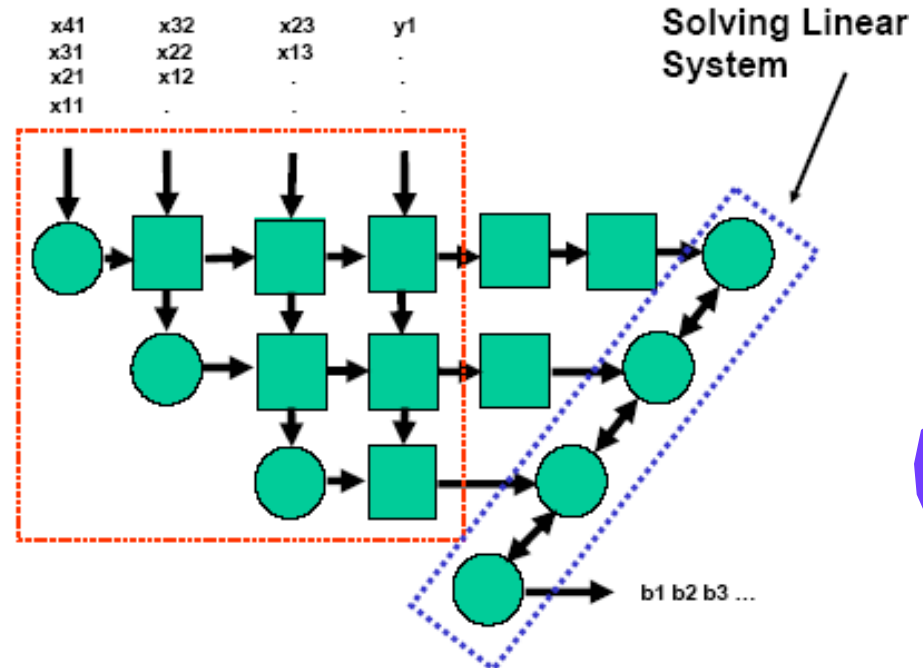 Solving Linear
System
x41 x32 x23 y1
x31 x22 x13 .
x21 x12 . .
x11 . . .
b1 b2 b3 ...